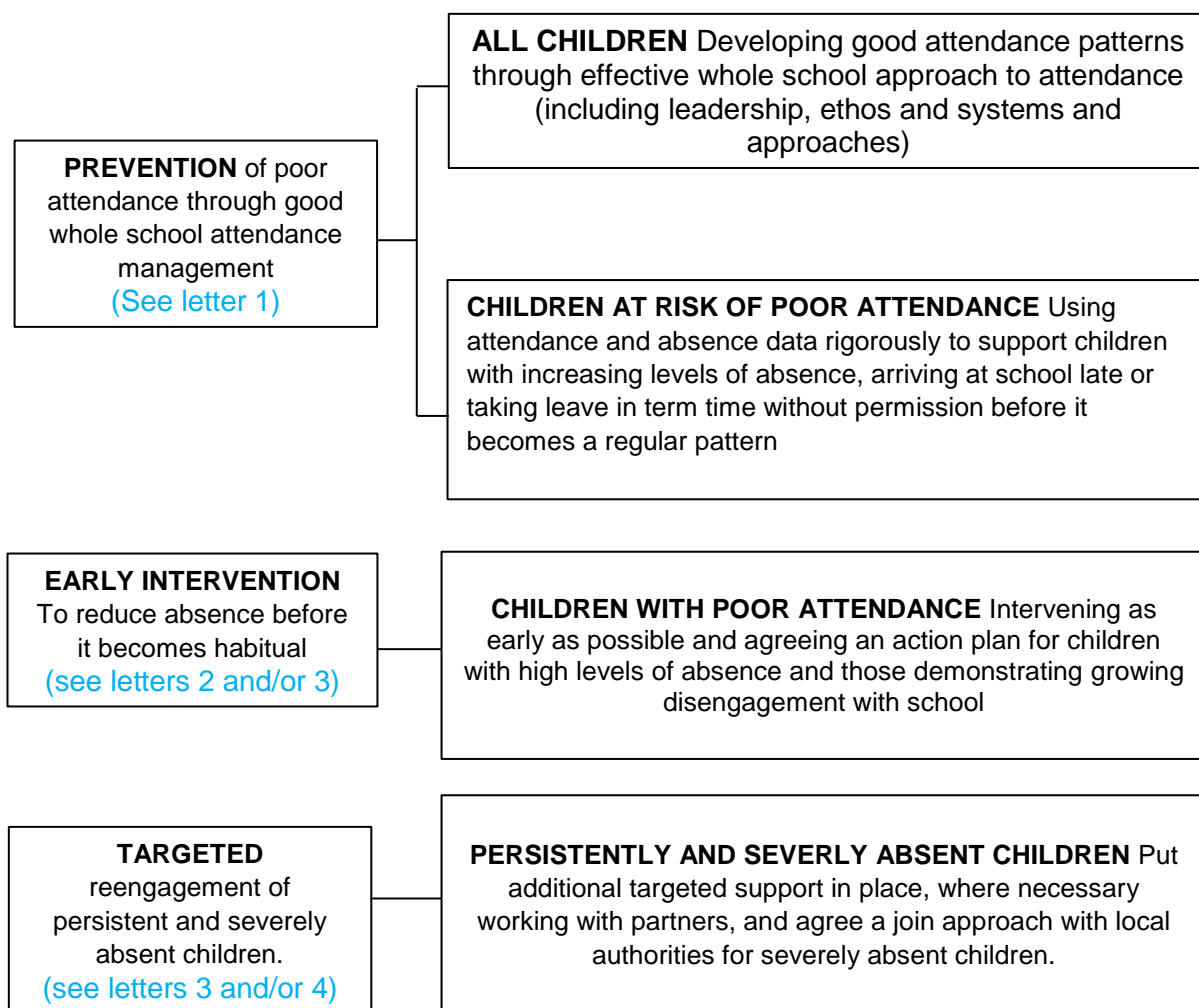 ALL CHILDREN Developing good attendance patterns
through effective whole school approach to attendance
(including leadership, ethos and systems and
approaches)
PREVENTION of poor
attendance through good
whole school attendance
management
(See letter 1)
CHILDREN AT RISK OF POOR ATTENDANCE Using
attendance and absence data rigorously to support children
with increasing levels of absence, arriving at school late or
taking leave in term time without permission before it
becomes a regular pattern
EARLY INTERVENTION
To reduce absence before
it becomes habitual
(see letters 2 and/or 3)
CHILDREN WITH POOR ATTENDANCE Intervening as
early as possible and agreeing an action plan for children
with high levels of absence and those demonstrating growing
disengagement with school
TARGETED
reengagement of
persistent and severely
absent children.
(see letters 3 and/or 4)
PERSISTENTLY AND SEVERLY ABSENT CHILDREN Put
additional targeted support in place, where necessary
working with partners, and agree a join approach with local
authorities for severely absent children.